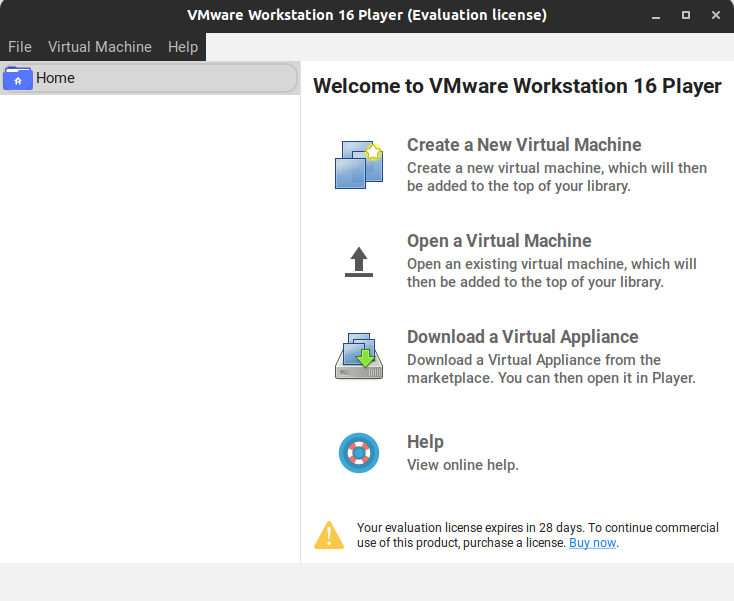 VMware Workstation 16 Player (Evaluation license)
File Virtual Machine Help
Home
Welcome to VMware Workstation 16 Player
Create a New Virtual Machine
Create a new virtual machine, which will then
be added to the top of your library.
Open a Virtual Machine
Open an existing virtual machine, which will
then be added to the top of your library.
Download a Virtual Appliance
Download a Virtual Appliance from the
marketplace. You can then open it in Player.
Help
View online help.
Your evaluation license expires in 28 days. To continue commercial
use of this product, purchase a license. Buy now.